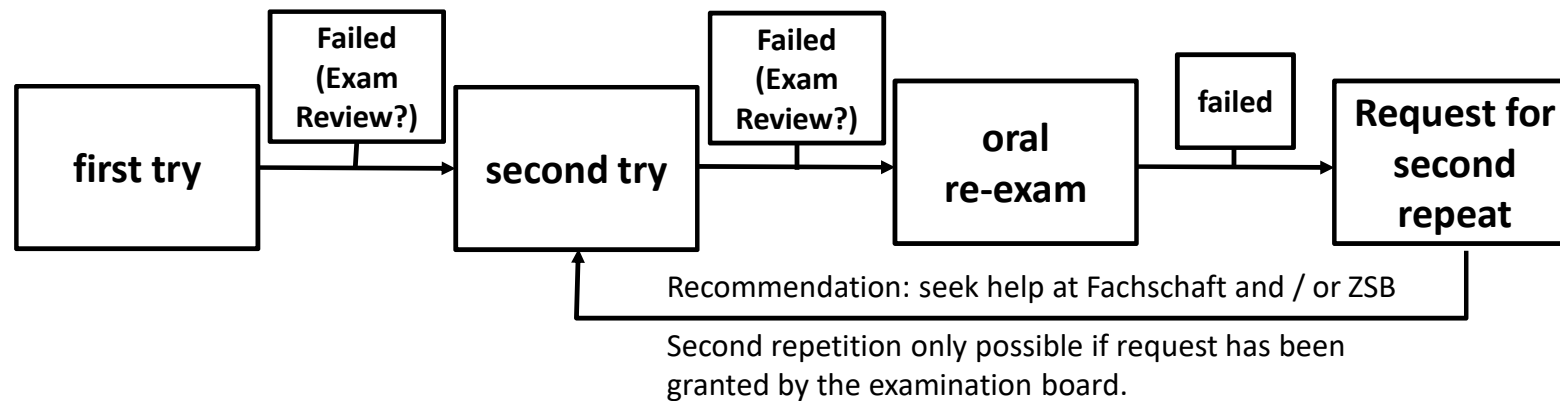 first try
Failed
(Exam
Review?)
second try
Failed
(Exam
Review?)
oral
re-exam
failed
Request for
second
repeat
Recommendation: seek help at Fachschaft and / or ZSB
Second repetition only possible if request has been
granted by the examination board.